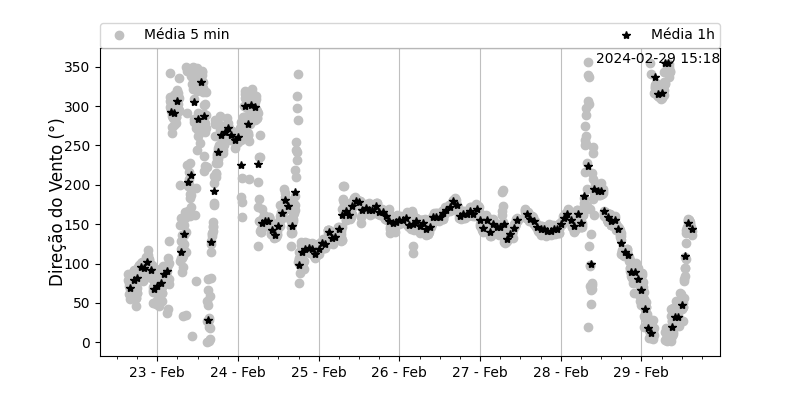 Média 5 min
Média 1h
2024-02-29 15:18
Direção do Vento (°)
350
300
250
200
150
100
50
0
23 - Feb
24 - Feb
25 - Feb
26 - Feb
27 - Feb
28 - Feb
29 - Feb